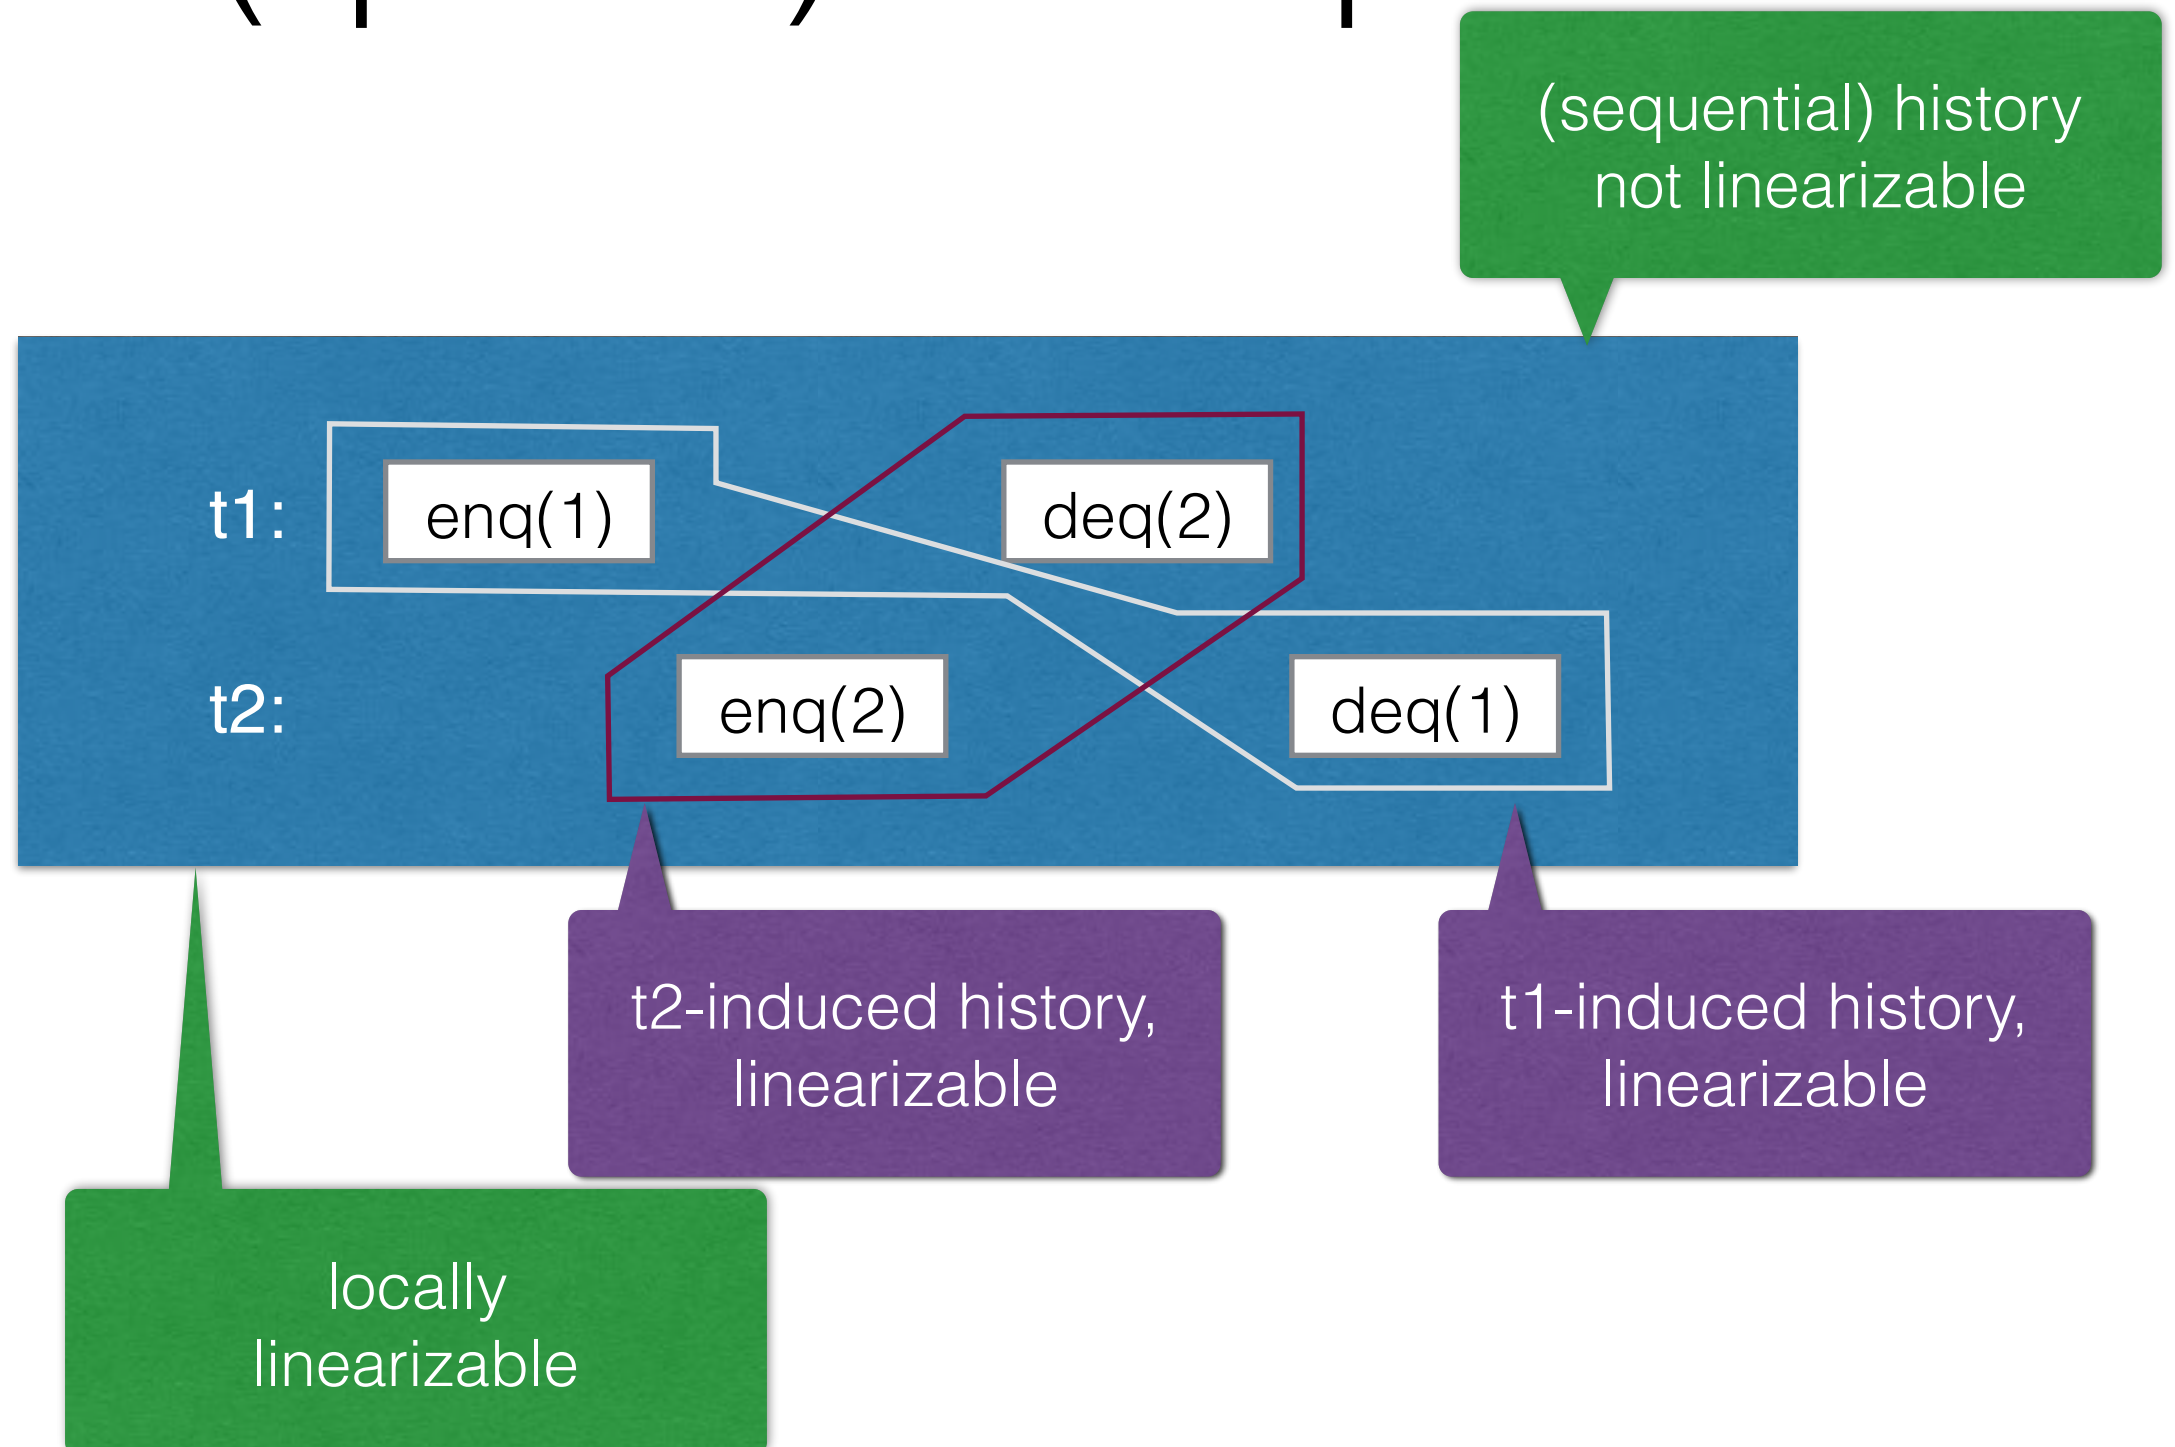 (sequential) history
not linearizable
t1: enq(1) deq(2)
t2: enq(2) deq(1)
t2-induced history,
linearizable
t1-induced history,
linearizable
locally
linearizable